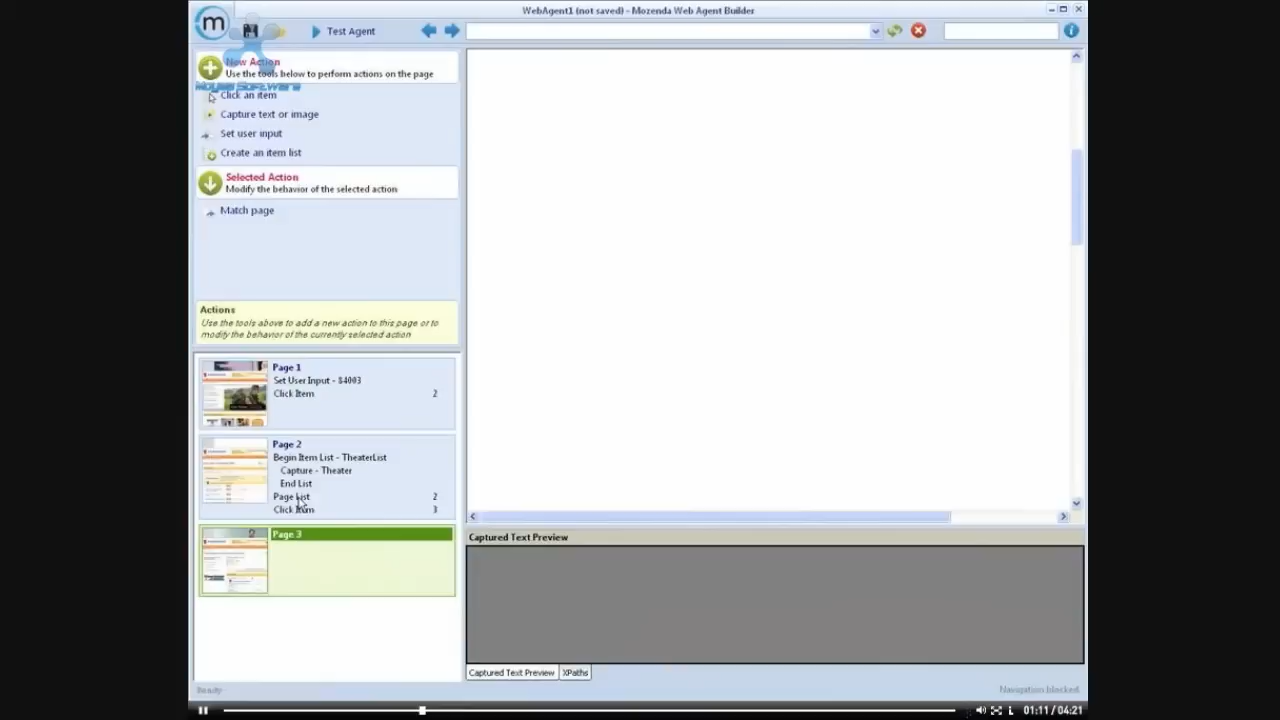 WebAgent1 (not saved) - Mozenda Web Agent Builder
m
Test Agent
New Action
Use the tools below to perform actions on the page
Mouse Software
Click an item
Capture text or image
Set user input
Create an item list
Selected Action
Modify the behavior of the selected action
Match page
Actions
Use the tools above to add a new action to this page or to
modify the behavior of the currently selected action
Page 1
Set User Input - 84003
Click Item 2
Page 2
Begin Item List - TheaterList
Capture - Theater
End List
Page List 2
Click Item 3
Page 3
Captured Text Preview
Captured Text Preview
XPaths
Ready
Navigation blocked
01:11 / 04:21